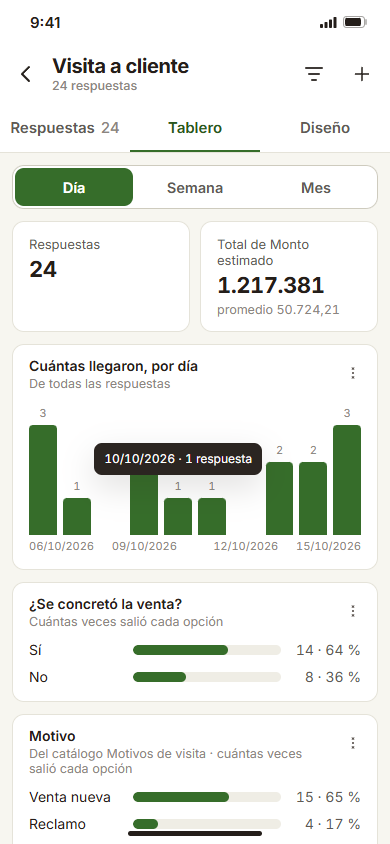 9:41
Visita a cliente
24 respuestas
Respuestas 24
Tablero
Diseño
Día
Semana
Mes
Respuestas
24
Total de Monto
estimado
1.217.381
promedio 50.724,21
Cuántas llegaron, por día
De todas las respuestas
3
1
10/10/2026 · 1 respuesta
1
1
2
2
3
06/10/2026
09/10/2026
12/10/2026
15/10/2026
¿Se concretó la venta?
Cuántas veces salió cada opción
Sí
14 · 64 %
No
8 · 36 %
Motivo
Del catálogo Motivos de visita · cuántas veces
salió cada opción
Venta nueva
15 · 65 %
Reclamo
4 · 17 %